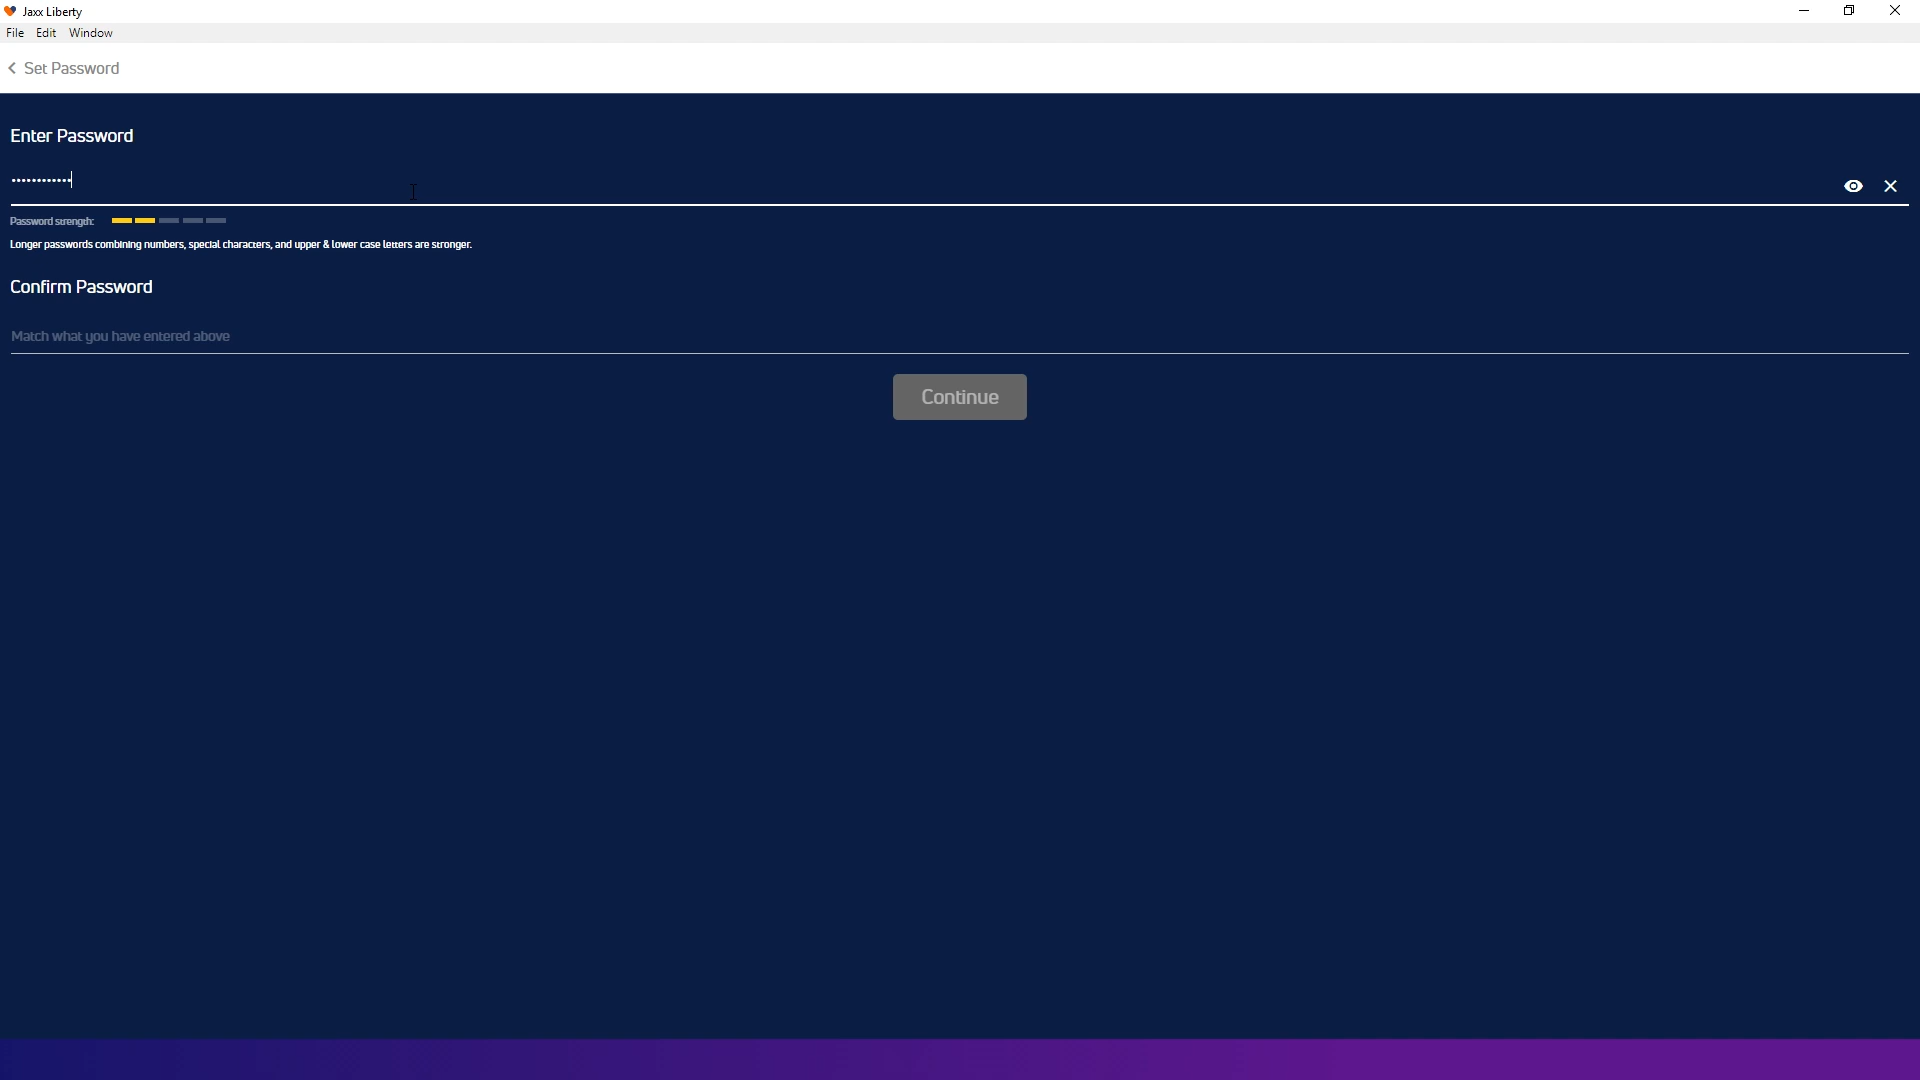 Jaxx Liberty
File Edit Window
Set Password
Enter Password
............
Password strength:
Longer passwords combining numbers, special characters, and upper & lower case letters are stronger.
Confirm Password
Match what you have entered above
Continue